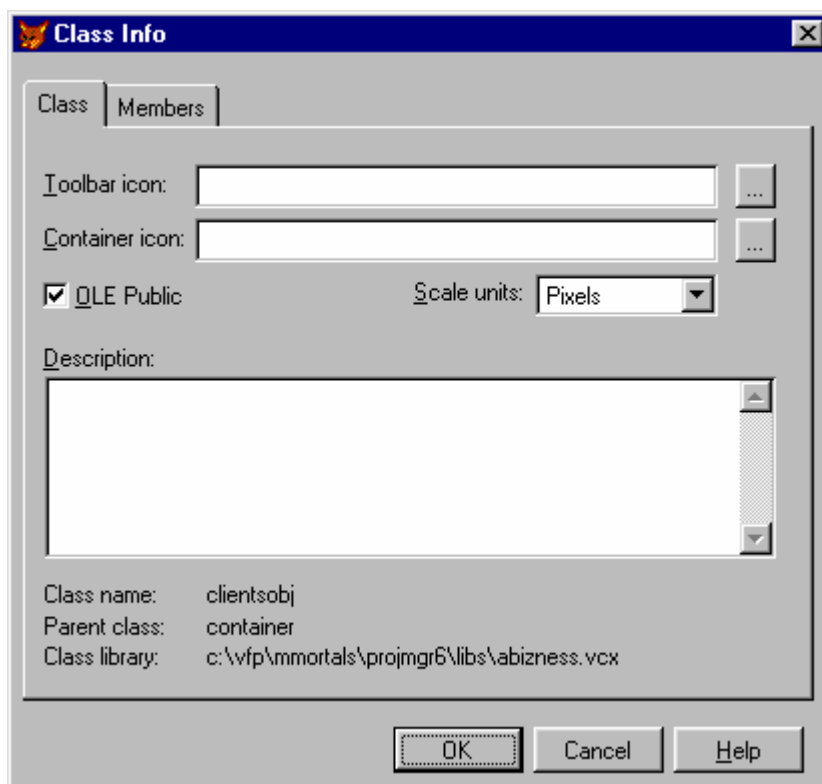 Class Info
Class Members
Toolbar icon: ...
Container icon: ...
OLE Public Scale units: Pixels
Description:
Class name: clientsobj
Parent class: container
Class library: c:\vfp\mmortals\projmgr6\libs\abizness.vcx
OK Cancel Help